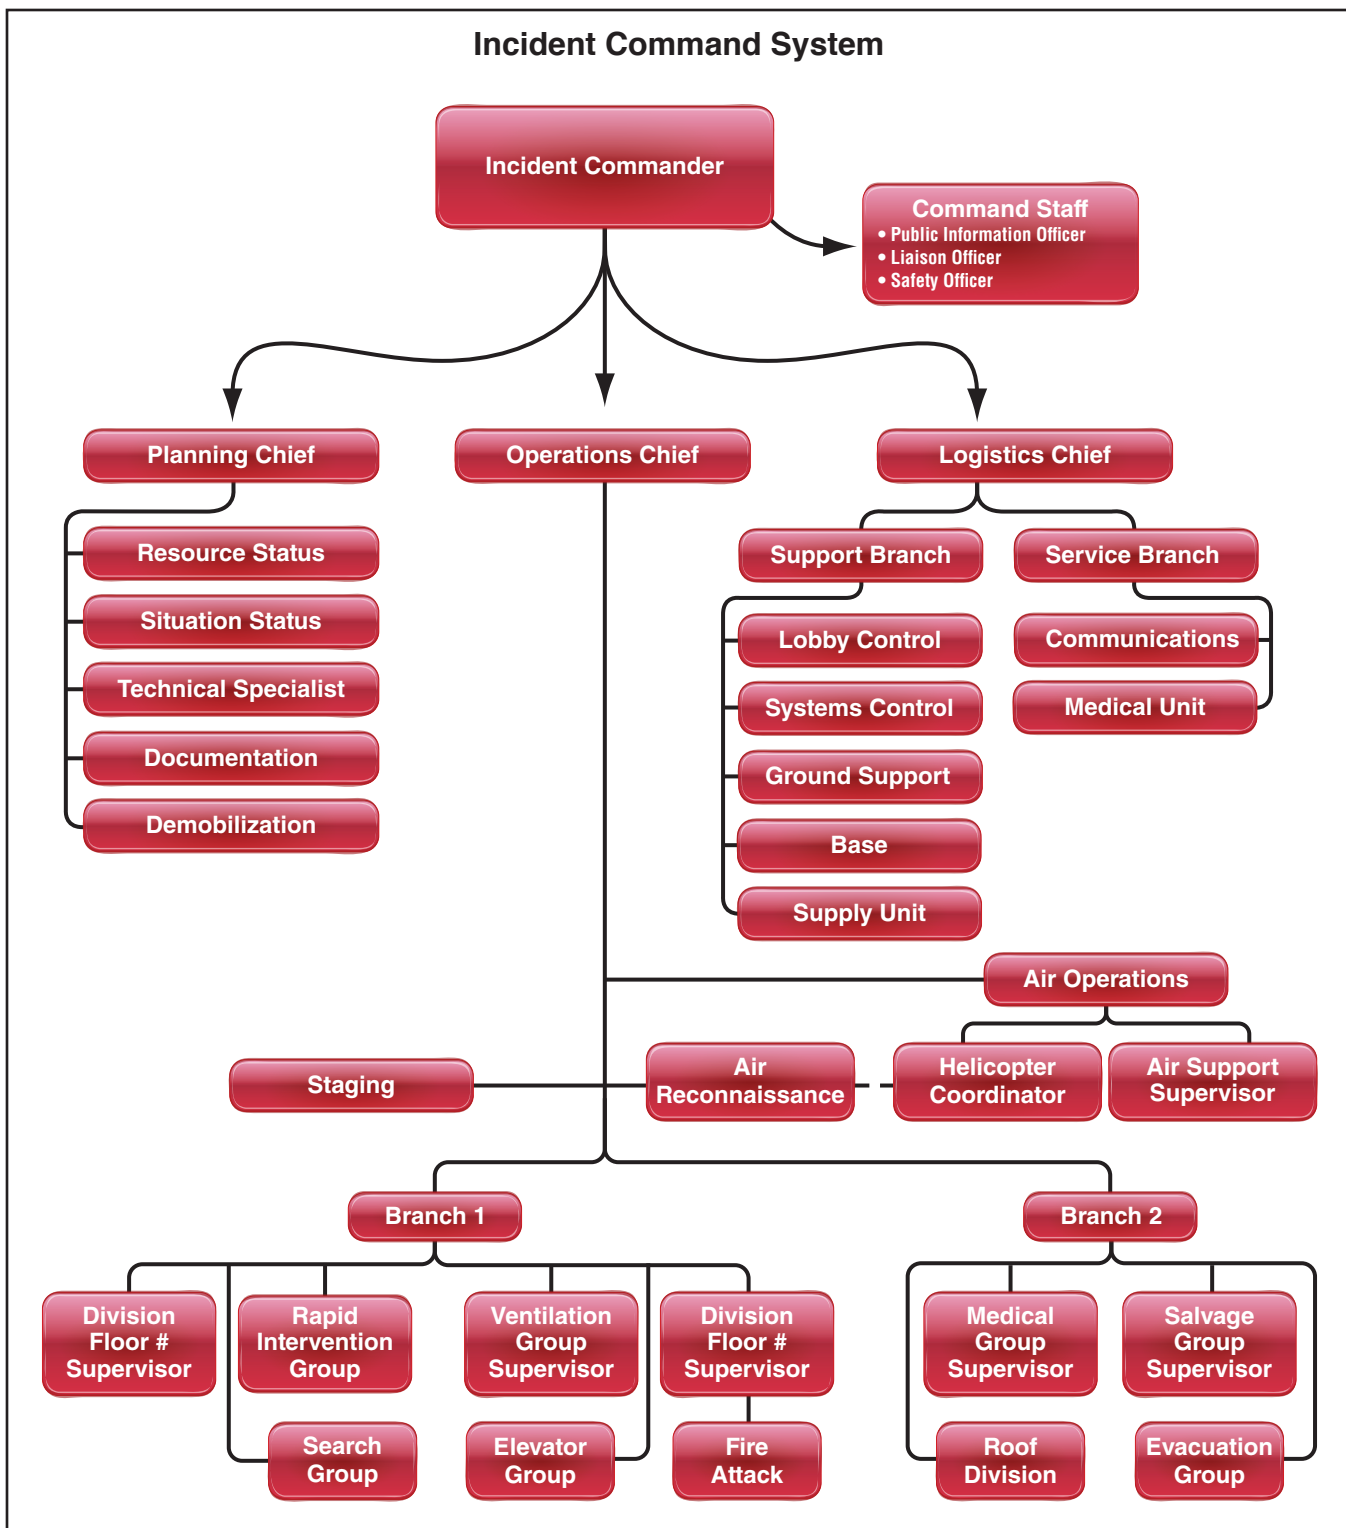 Incident Command System
Incident Commander
Command Staff
• Public Information Officer
• Liaison Officer
• Safety Officer
Planning Chief
Operations Chief
Logistics Chief
Resource Status
Situation Status
Technical Specialist
Documentation
Demobilization
Support Branch
Service Branch
Lobby Control
Communications
Systems Control
Medical Unit
Ground Support
Base
Supply Unit
Air Operations
Staging
Air
Reconnaissance
Helicopter
Coordinator
Air Support
Supervisor
Branch 1
Branch 2
Division
Floor #
Supervisor
Rapid
Intervention
Group
Ventilation
Group
Supervisor
Division
Floor #
Supervisor
Medical
Group
Supervisor
Salvage
Group
Supervisor
Search
Group
Elevator
Group
Fire
Attack
Roof
Division
Evacuation
Group